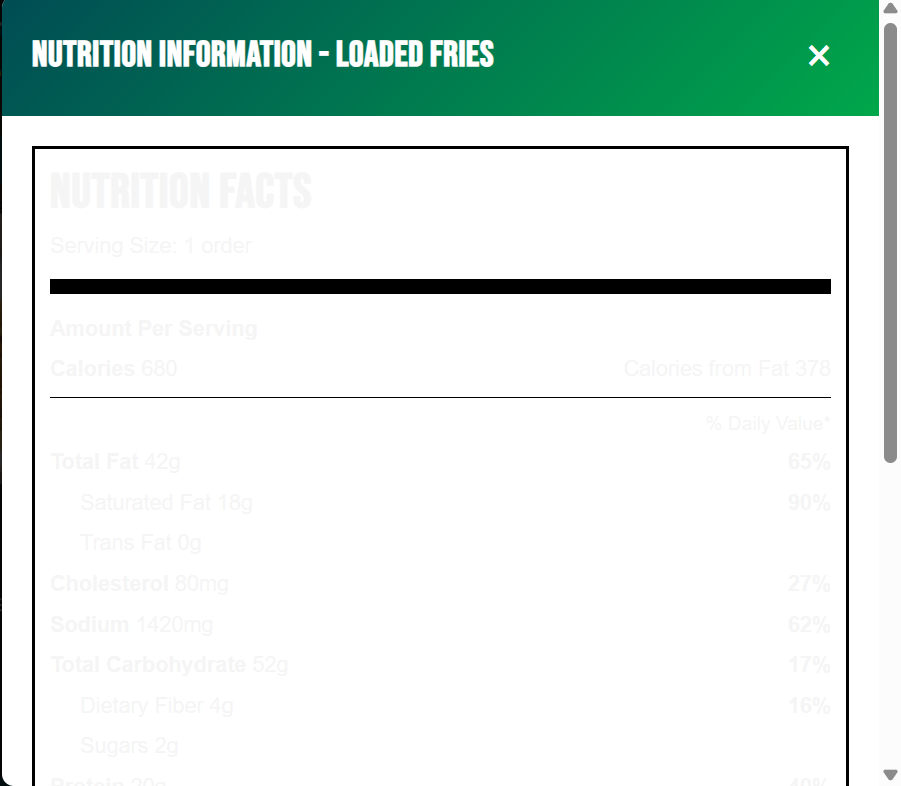 NUTRITION INFORMATION - LOADED FRIES ×
NUTRITION FACTS
Serving Size: 1 order
Amount Per Serving
Calories 680 Calories from Fat 378
% Daily Value*
Total Fat 42g 65%
Saturated Fat 18g 90%
Trans Fat 0g
Cholesterol 80mg 27%
Sodium 1420mg 62%
Total Carbohydrate 52g 17%
Dietary Fiber 4g 16%
Sugars 2g
Protein 20g 40%